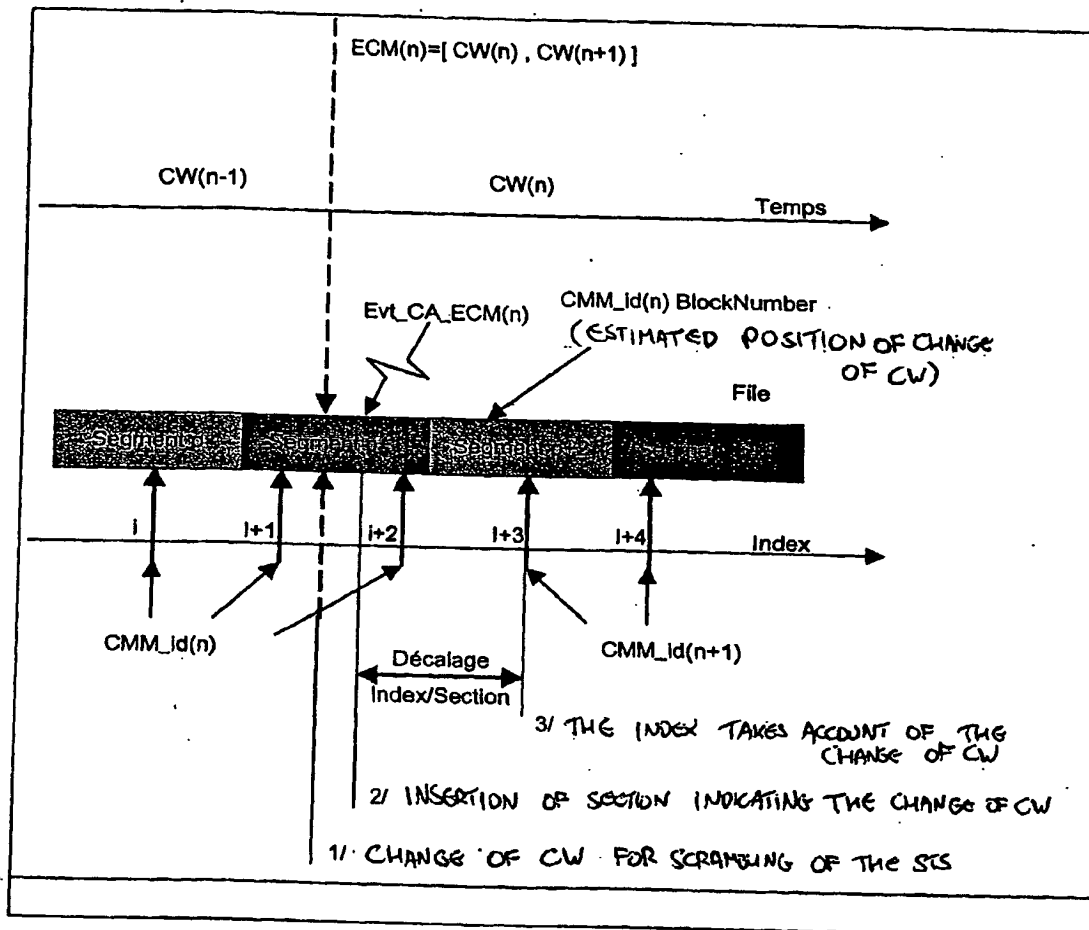 ECM(n)=[ CW(n) , CW(n+1) ]
CW(n-1)
CW(n)
Temps
Evt_CA_ECM(n)
CMM_id(n) BlockNumber
(ESTIMATED POSITION OF CHANGE
OF CW)
File
Segment
Segment
Segment
i
i+1
i+2
i+3
i+4
Index
CMM_id(n)
CMM_id(n+1)
Décalage
Index/Section
3/ THE INDEX TAKES ACCOUNT OF THE
CHANGE OF CW
2/ INSERTION OF SECTION INDICATING THE CHANGE OF CW
1/ CHANGE OF CW FOR SCRAMBLING OF THE STS